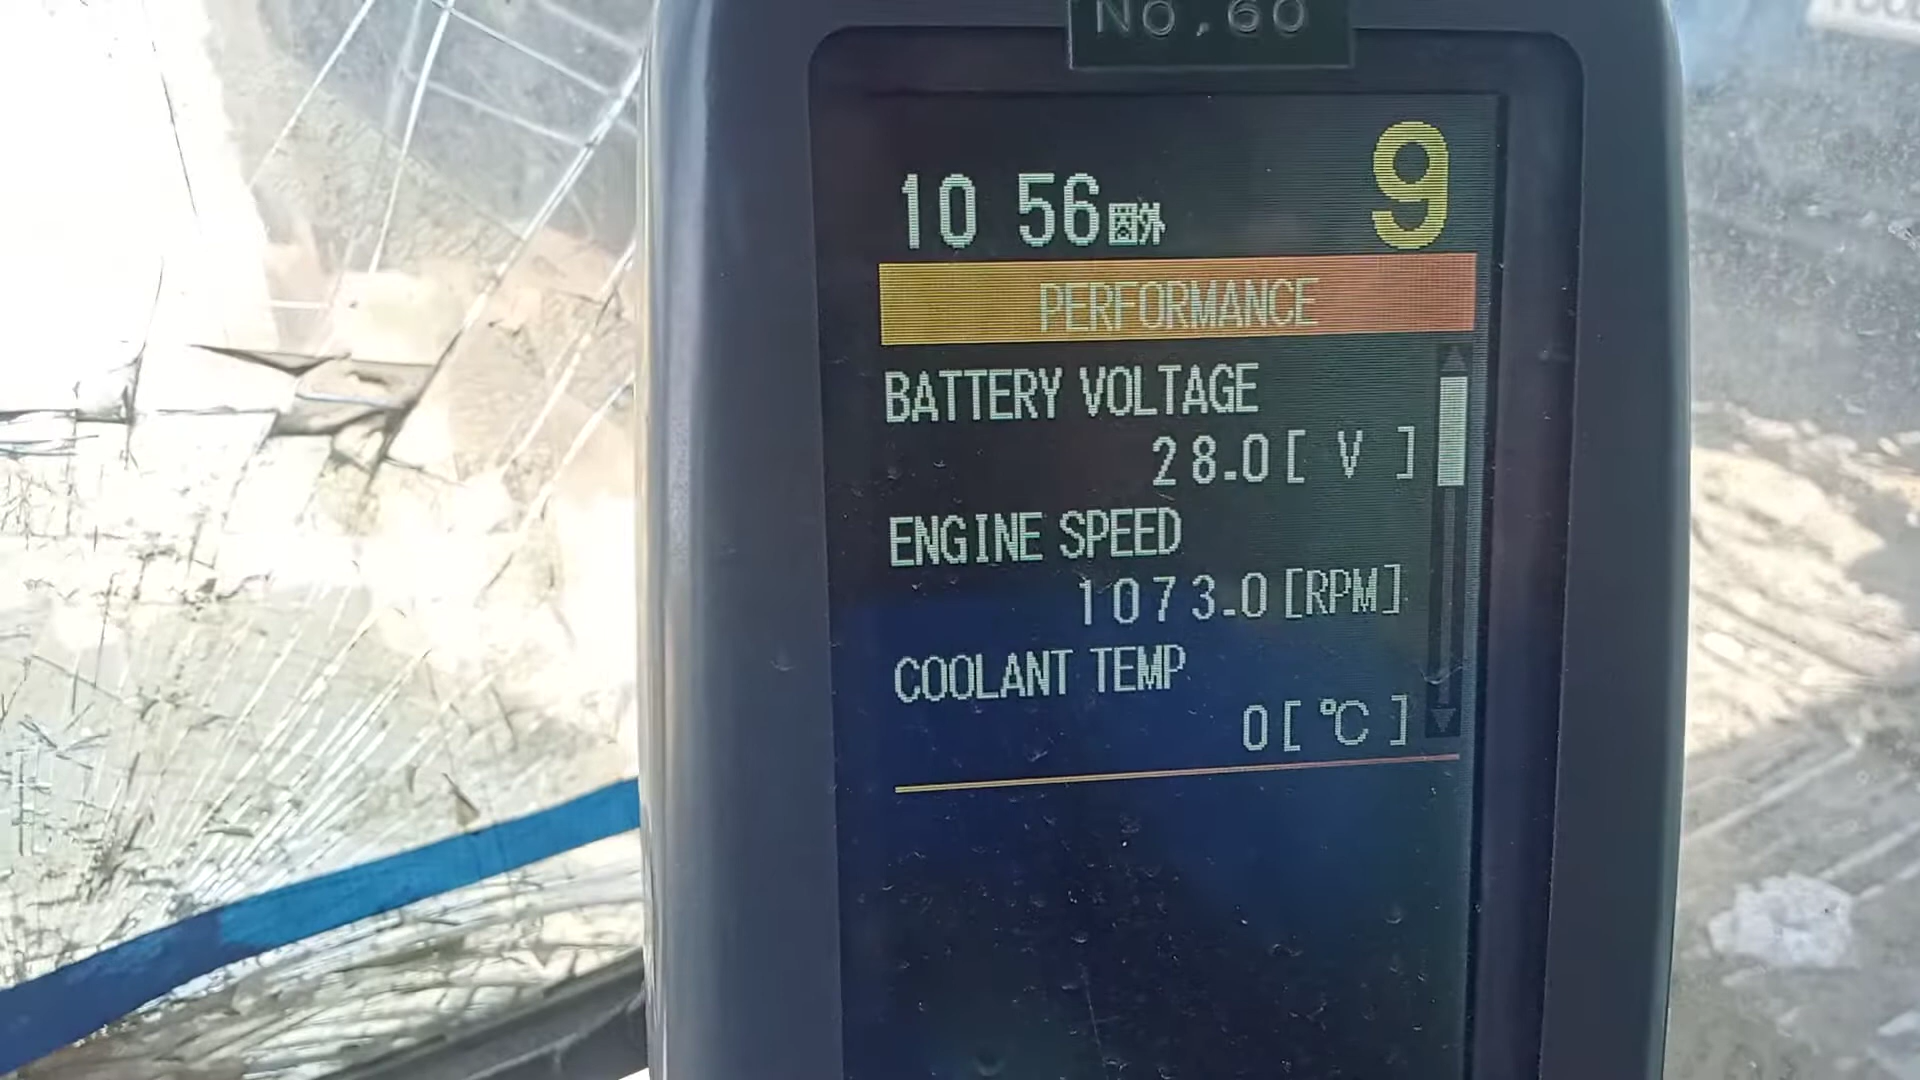 No.60
10 56 圏外
9
PERFORMANCE
BATTERY VOLTAGE
28.0[ V ]
ENGINE SPEED
1073.0 [RPM]
COOLANT TEMP
0[ ℃ ]